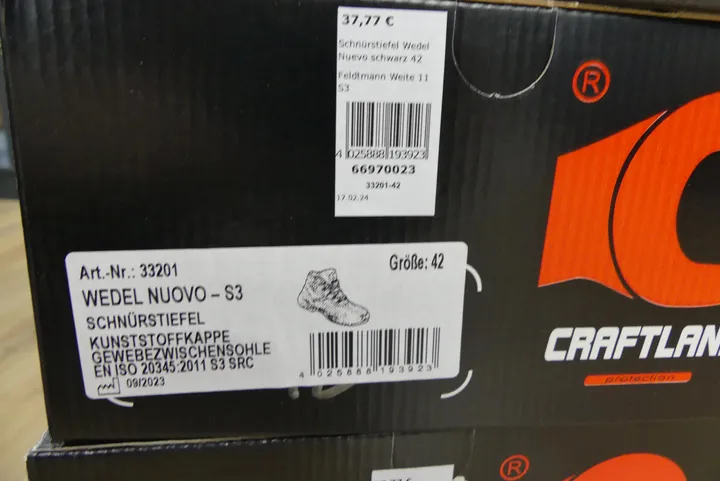 37,77 €
Schnürstiefel Wedel
Nuevo schwarz 42
Feldtmann Weite 11
S3
4 025888 193923
66970023
33201-42
17.02.24
®
Art.-Nr.: 33201
Größe: 42
WEDEL NUOVO – S3
SCHNÜRSTIEFEL
KUNSTSTOFFKAPPE
GEWEBEZWISCHENSOHLE
EN ISO 20345:2011 S3 SRC
09/2023
4 025888 193923
CRAFTLAN
protection
®